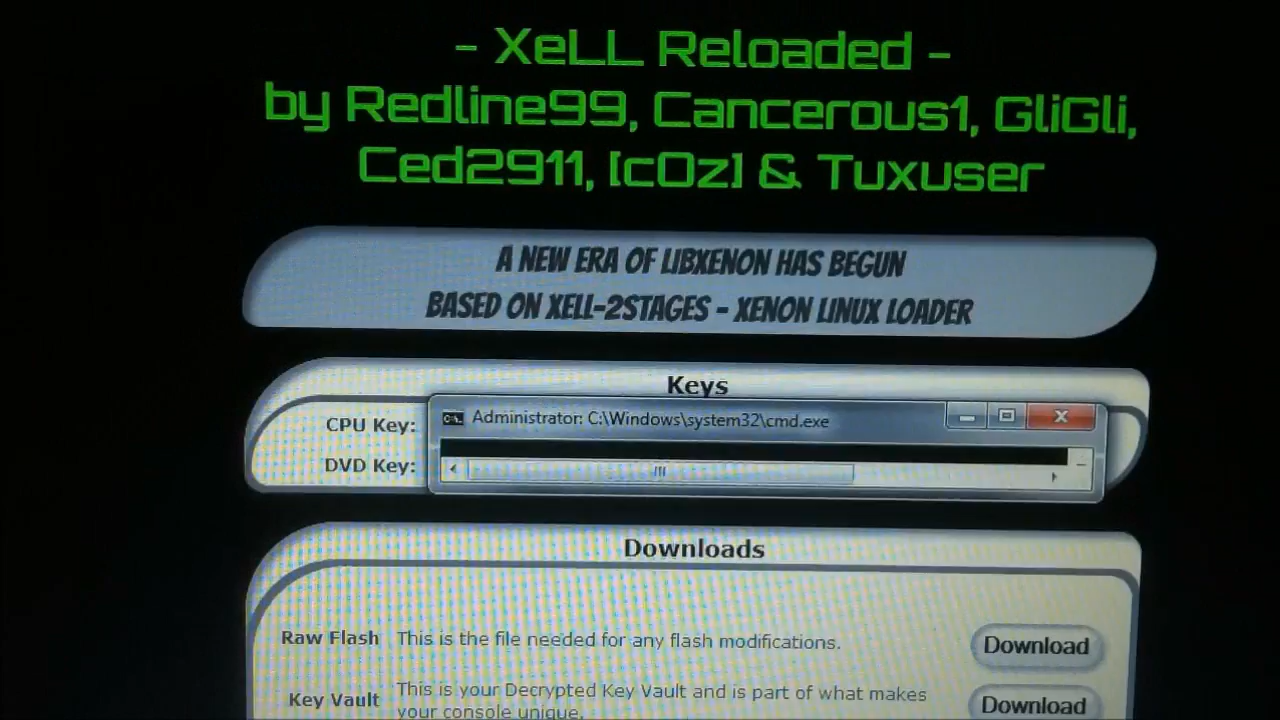 - XeLL Reloaded -
by Redline99, Cancerous1, GliGli,
Ced2911, [cOz] & Tuxuser
A NEW ERA OF LIBXENON HAS BEGUN
BASED ON XELL-2STAGES - XENON LINUX LOADER
Keys
CPU Key:
Administrator: C:\Windows\system32\cmd.exe
DVD Key:
Downloads
Raw Flash This is the file needed for any flash modifications. Download
Key Vault This is your Decrypted Key Vault and is part of what makes
your console unique. Download